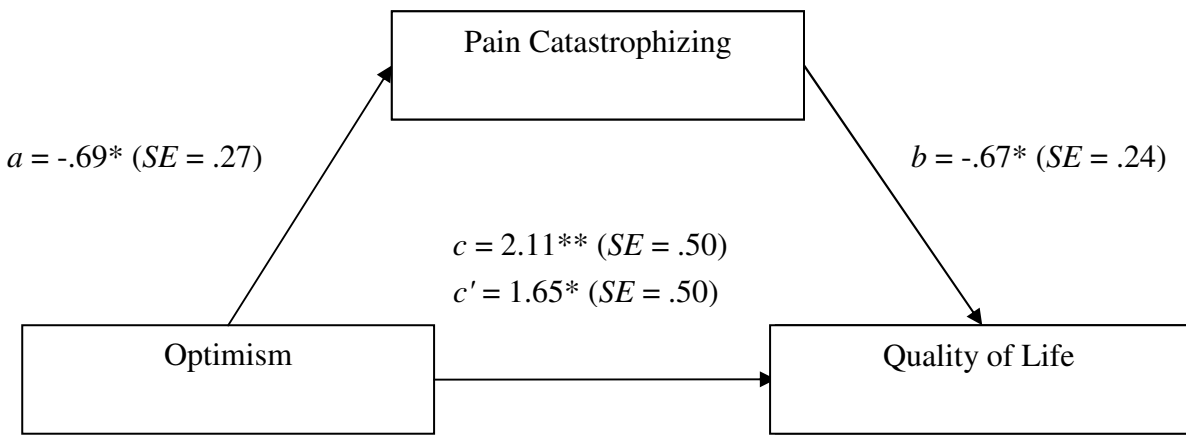 Pain Catastrophizing
a = -.69* (SE = .27)
b = -.67* (SE = .24)
c = 2.11** (SE = .50)
c' = 1.65* (SE = .50)
Optimism
Quality of Life